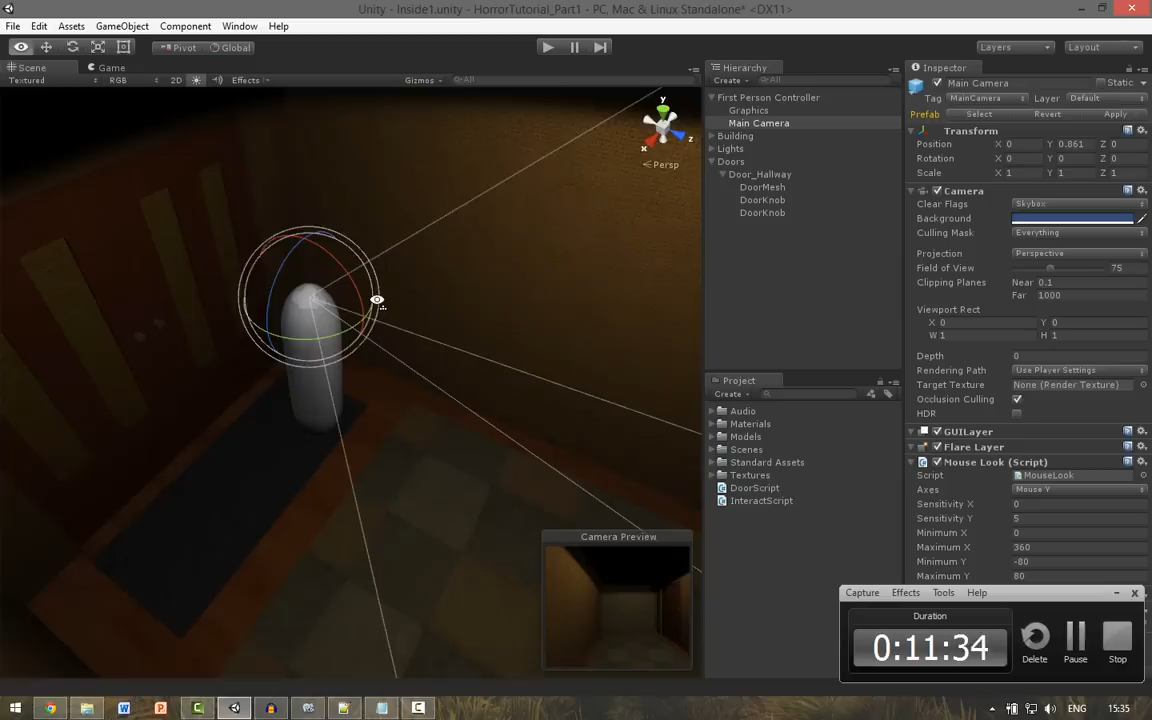 Unity - Inside1.unity - HorrorTutorial_Part1 - PC, Mac & Linux Standalone* <DX11>
File Edit Assets GameObject Component Window Help
Pivot Global Layers Layout
Scene Game
Textured RGB 2D Effects Gizmos All
y
x
z
Persp
Camera Preview
Hierarchy
Create All
First Person Controller
Graphics
Main Camera
Building
Lights
Doors
Door_Hallway
DoorMesh
DoorKnob
DoorKnob
Project
Create
Audio
Materials
Models
Scenes
Standard Assets
Textures
DoorScript
InteractScript
Inspector
Main Camera Static
Tag MainCamera Layer Default
Prefab Select Revert Apply
Transform
Position X 0 Y 0.861 Z 0
Rotation X 0 Y 0 Z 0
Scale X 1 Y 1 Z 1
Camera
Clear Flags Skybox
Background
Culling Mask Everything
Projection Perspective
Field of View 75
Clipping Planes Near 0.1
Far 1000
Viewport Rect
X 0 Y 0
W 1 H 1
Depth 0
Rendering Path Use Player Settings
Target Texture None (Render Texture)
Occlusion Culling
HDR
GUILayer
Flare Layer
Mouse Look (Script)
Script MouseLook
Axes Mouse Y
Sensitivity X 0
Sensitivity Y 5
Minimum X 0
Maximum X 360
Minimum Y -80
Maximum Y 80
Capture Effects Tools Help
Duration
0:11:34
Delete Pause Stop
ENG 15:35